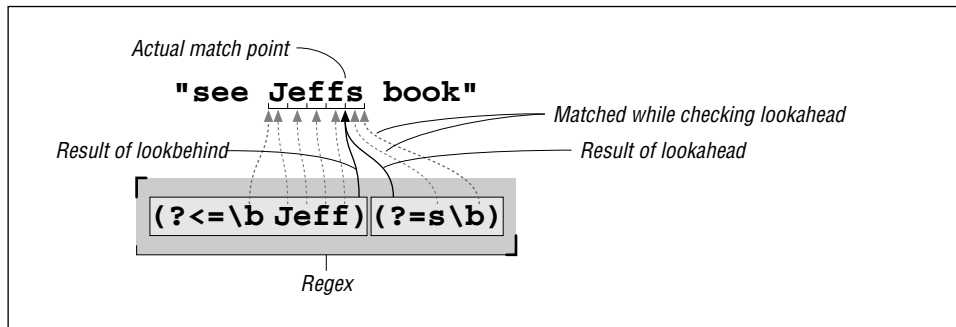 Actual match point
"see Jeffs book"
Matched while checking lookahead
Result of lookbehind
Result of lookahead
(?<=\b Jeff)(?=s\b)
Regex